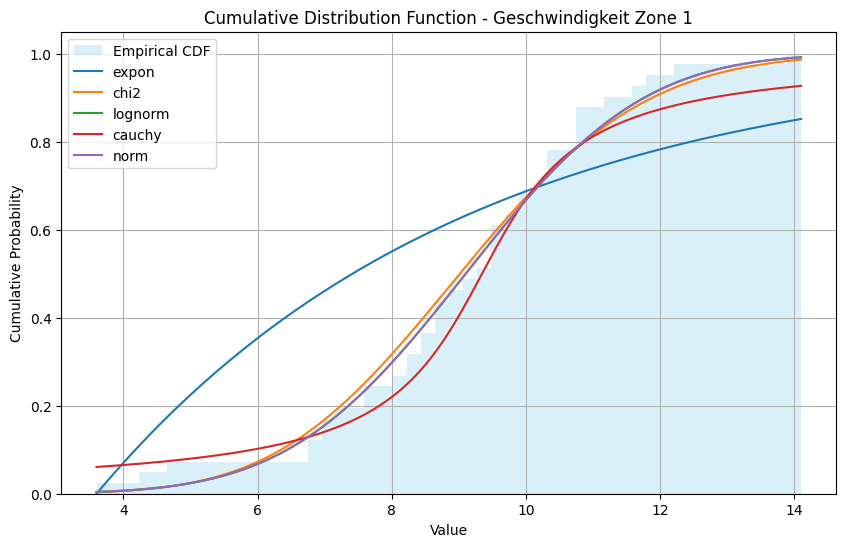 Cumulative Distribution Function - Geschwindigkeit Zone 1
Cumulative Probability
1.0
0.8
0.6
0.4
0.2
0.0
Empirical CDF
expon
chi2
lognorm
cauchy
norm
4 6 8 10 12 14
Value